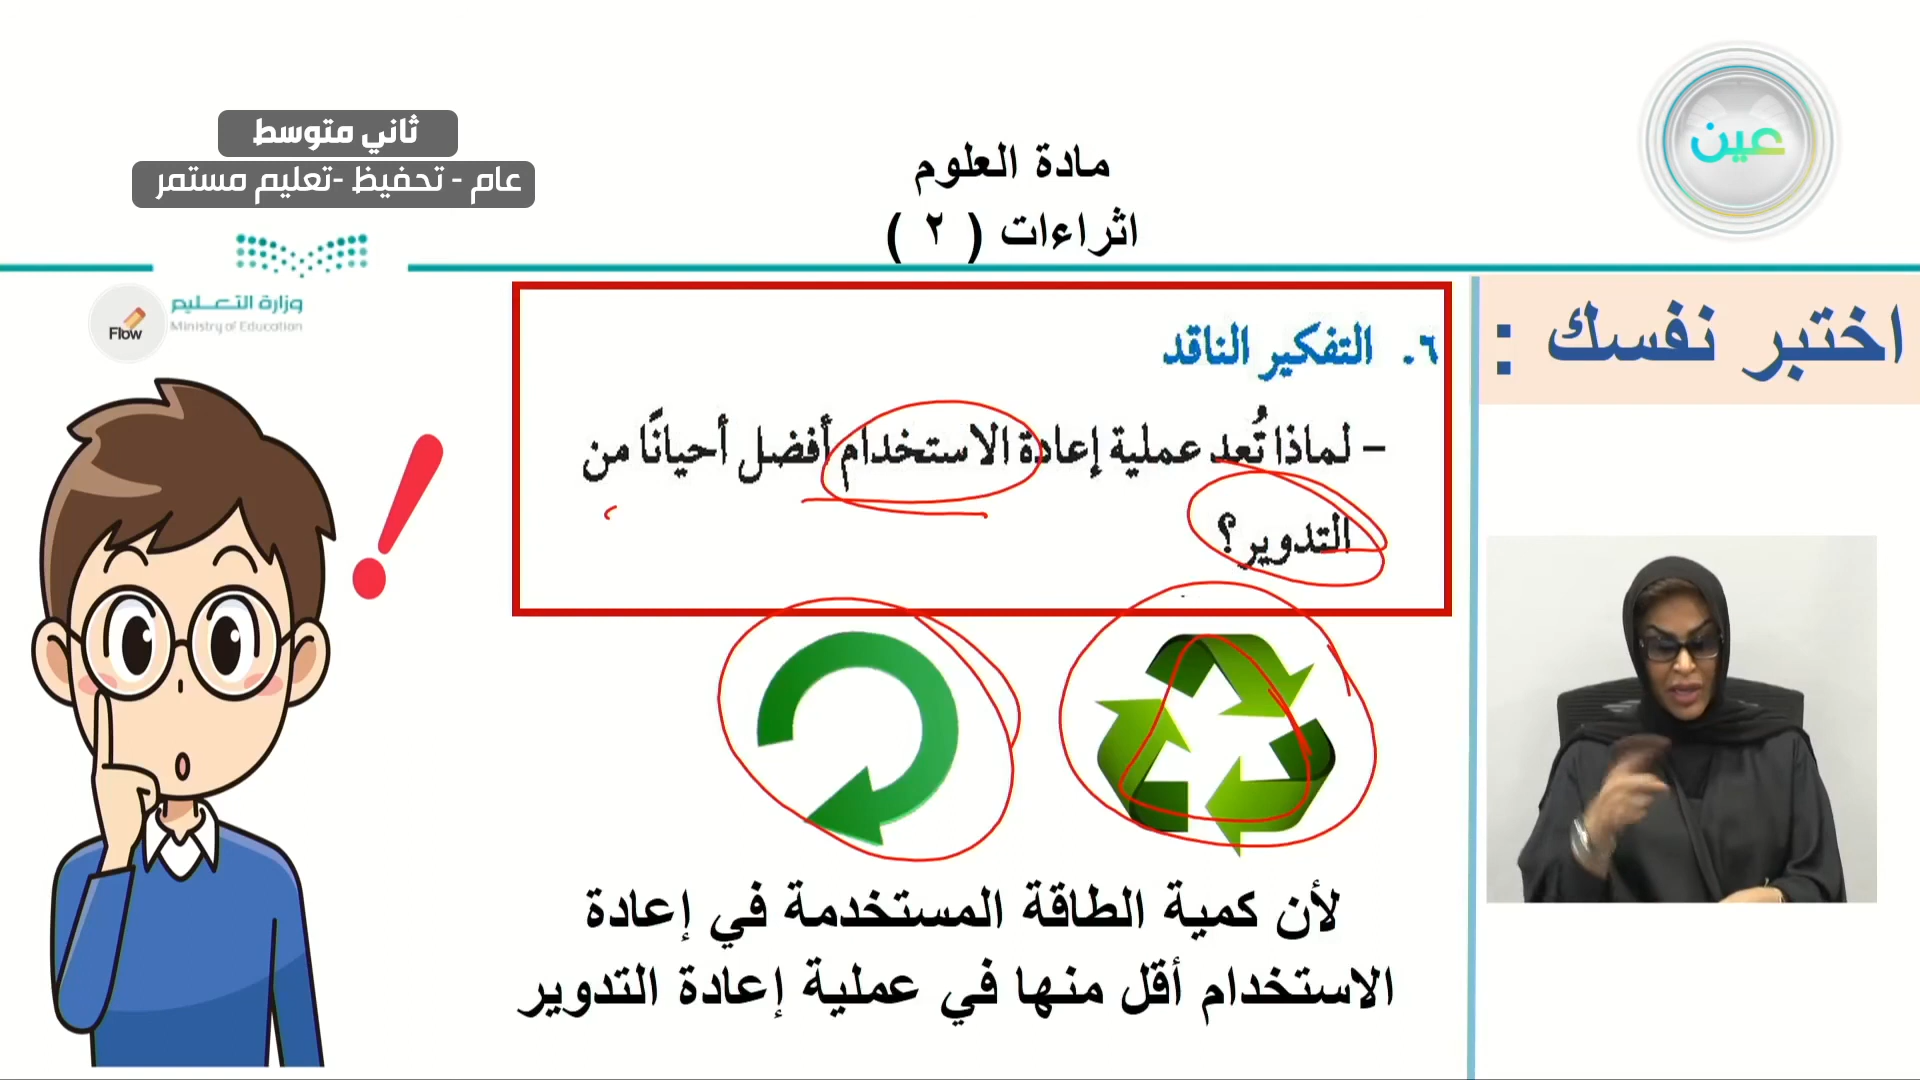 عين
ثاني متوسط
عام - تحفيظ -تعليم مستمر
مادة العلوم
اثراءات ( ٢ )
وزارة التعليم
Ministry of Education
Flow
اختبر نفسك :
٦. التفكير الناقد
– لماذا تُعد عملية إعادة الاستخدام أفضل أحيانًا من
التدوير؟
لأن كمية الطاقة المستخدمة في إعادة
الاستخدام أقل منها في عملية إعادة التدوير